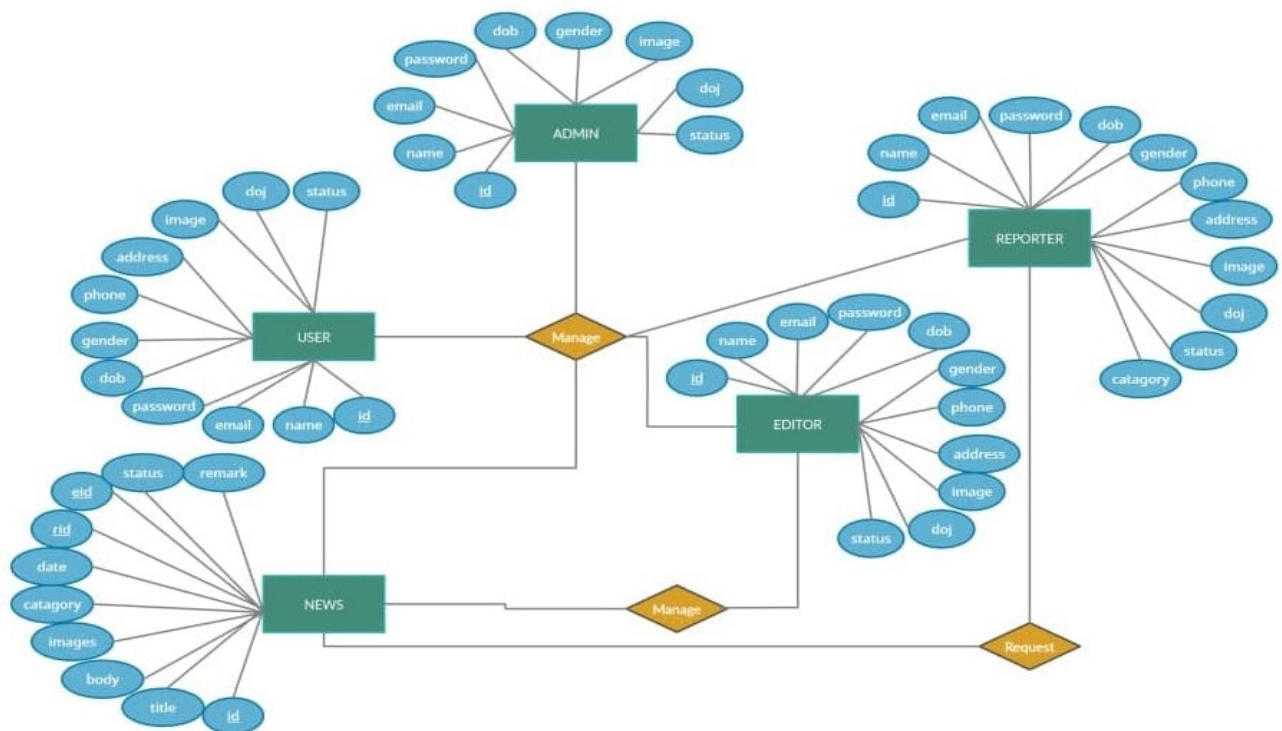 dob
gender
image
password
doj
email
ADMIN
status
name
id
email
password
dob
name
gender
id
phone
address
REPORTER
image
doj
status
catagory
doj
status
image
address
phone
USER
gender
dob
password
email
name
id
Manage
email
password
name
dob
id
gender
phone
EDITOR
address
image
doj
status
status
remark
eid
rid
date
catagory
NEWS
images
body
title
id
Manage
Request